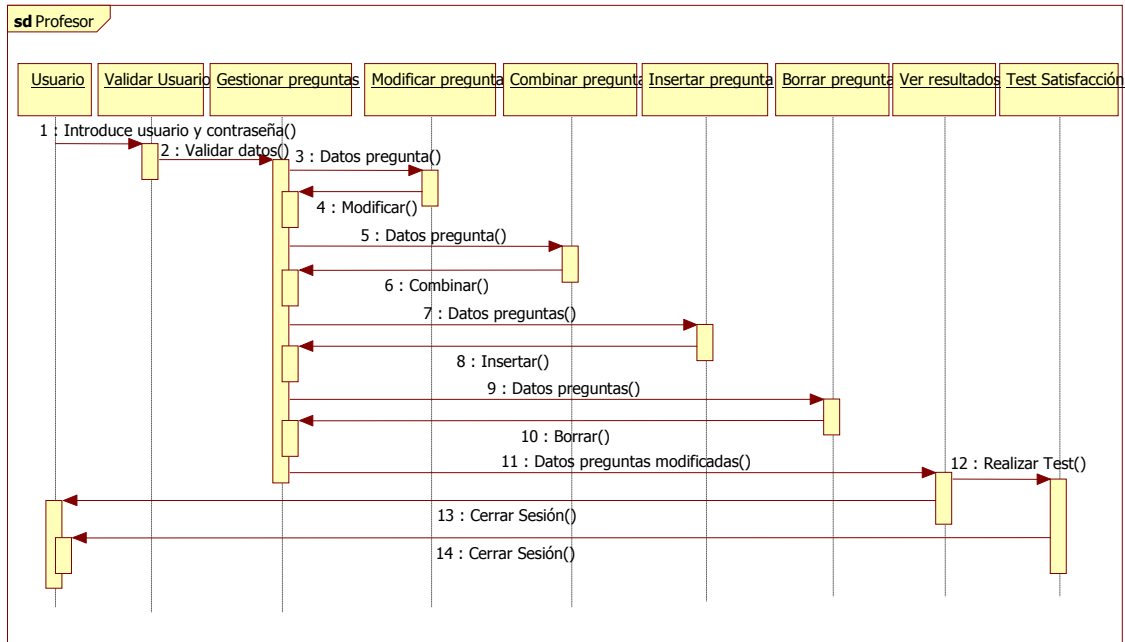 sd Profesor
Usuario
Validar Usuario
Gestionar preguntas
Modificar pregunta
Combinar pregunta
Insertar pregunta
Borrar pregunta
Ver resultados
Test Satisfacción
1 : Introduce usuario y contraseña()
2 : Validar datos()
3 : Datos pregunta()
4 : Modificar()
5 : Datos pregunta()
6 : Combinar()
7 : Datos preguntas()
8 : Insertar()
9 : Datos preguntas()
10 : Borrar()
11 : Datos preguntas modificadas()
12 : Realizar Test()
13 : Cerrar Sesión()
14 : Cerrar Sesión()